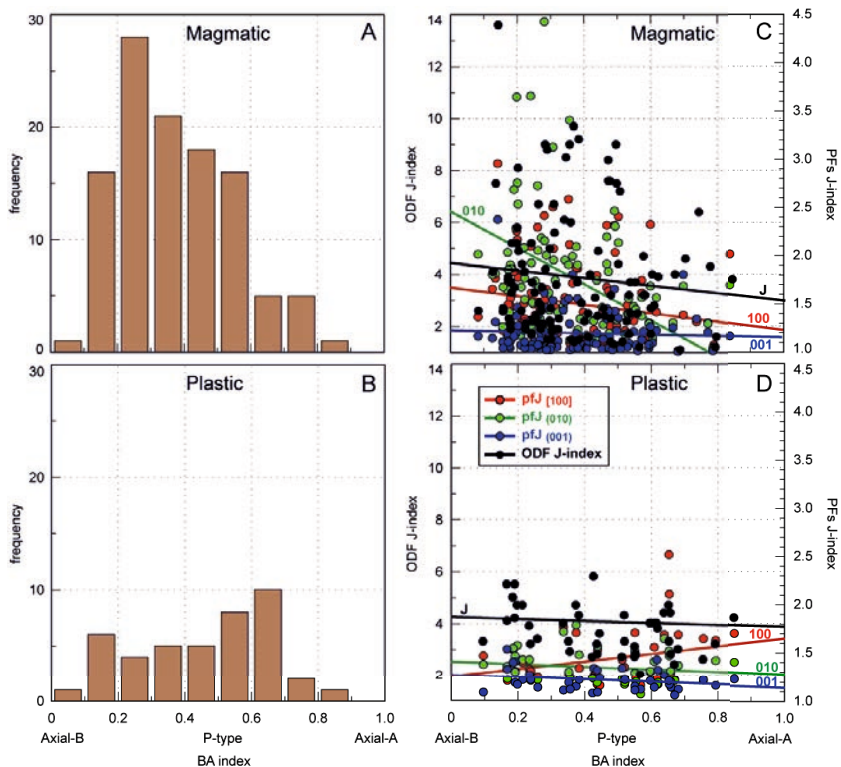 30
20
10
0
frequency
Magmatic
A
14
12
10
8
6
4
2
ODF J-index
Magmatic
C
010
J
100
001
4.5
4.0
3.5
3.0
2.5
2.0
1.5
1.0
PFs J-index
30
20
10
0
frequency
Plastic
B
0 0.2 0.4 0.6 0.8 1.0
Axial-B P-type Axial-A
BA index
14
12
10
8
6
4
2
ODF J-index
Plastic
D
pfJ [100]
pfJ (010)
pfJ (001)
ODF J-index
J
100
010
001
4.5
4.0
3.5
3.0
2.5
2.0
1.5
1.0
PFs J-index
0 0.2 0.4 0.6 0.8 1.0
Axial-B P-type Axial-A
BA index